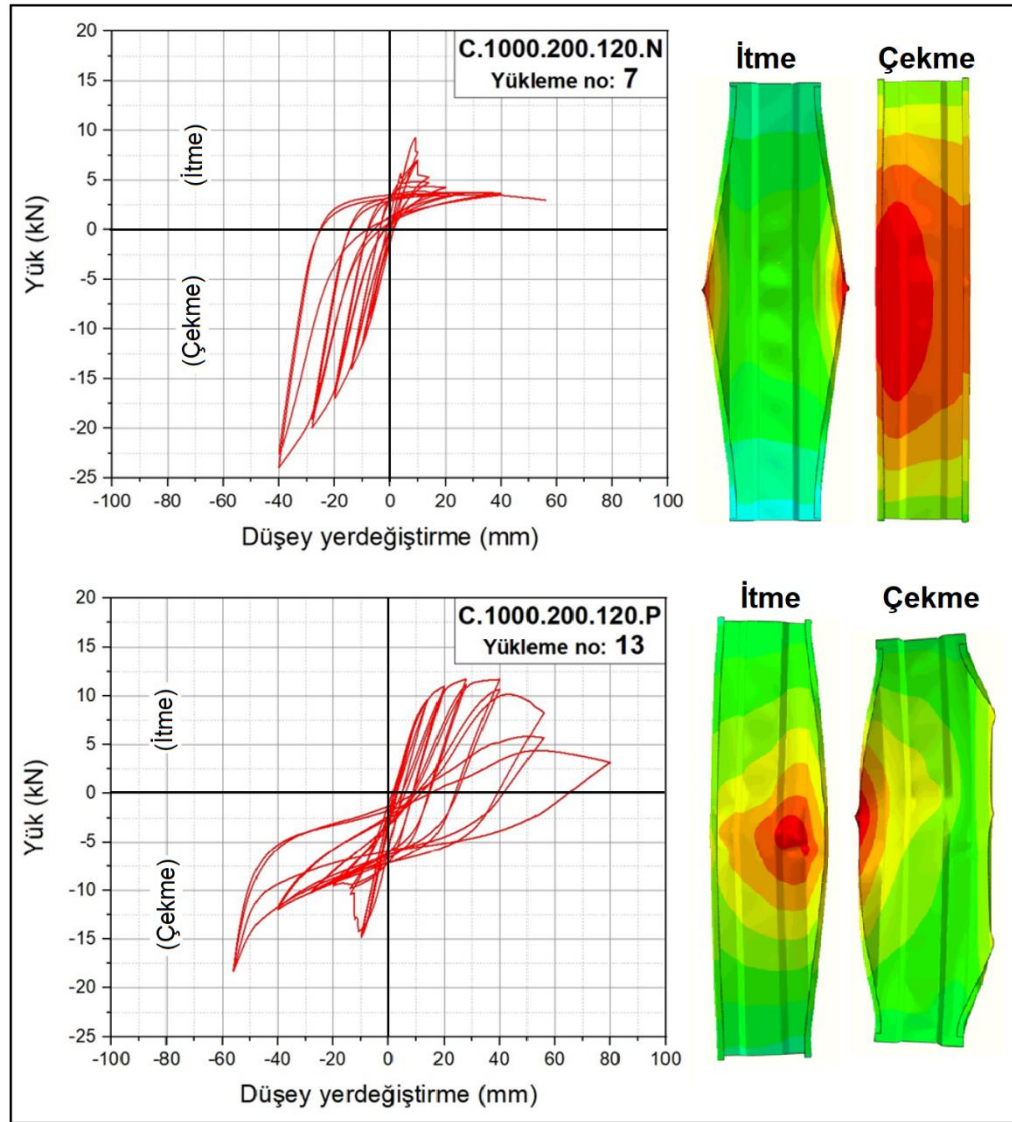 C.1000.200.120.N
Yükleme no: 7
20
15
10
5
0
-5
-10
-15
-20
-25
Yük (kN)
(İtme)
(Çekme)
-100 -80 -60 -40 -20 0 20 40 60 80 100
Düşey yerdeğiştirme (mm)
İtme Çekme
C.1000.200.120.P
Yükleme no: 13
20
15
10
5
0
-5
-10
-15
-20
-25
Yük (kN)
(İtme)
(Çekme)
-100 -80 -60 -40 -20 0 20 40 60 80 100
Düşey yerdeğiştirme (mm)
İtme Çekme